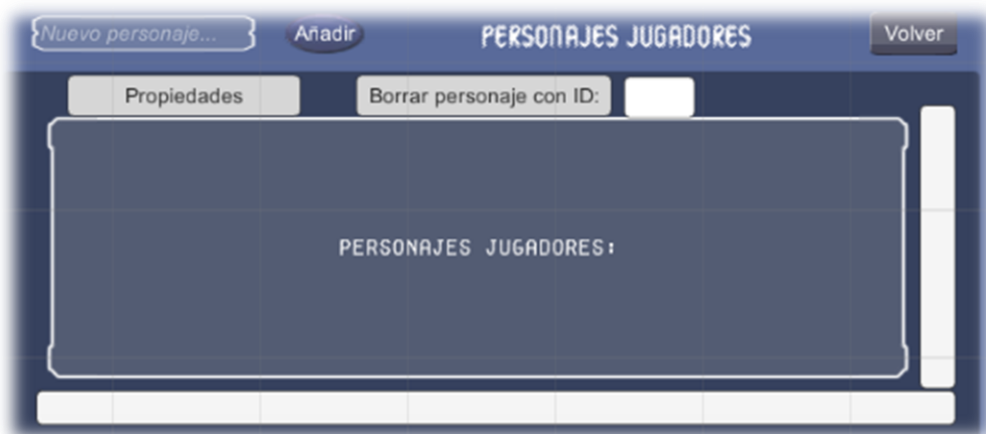 Nuevo personaje... Añadir PERSONAJES JUGADORES Volver
Propiedades Borrar personaje con ID:
PERSONAJES JUGADORES: